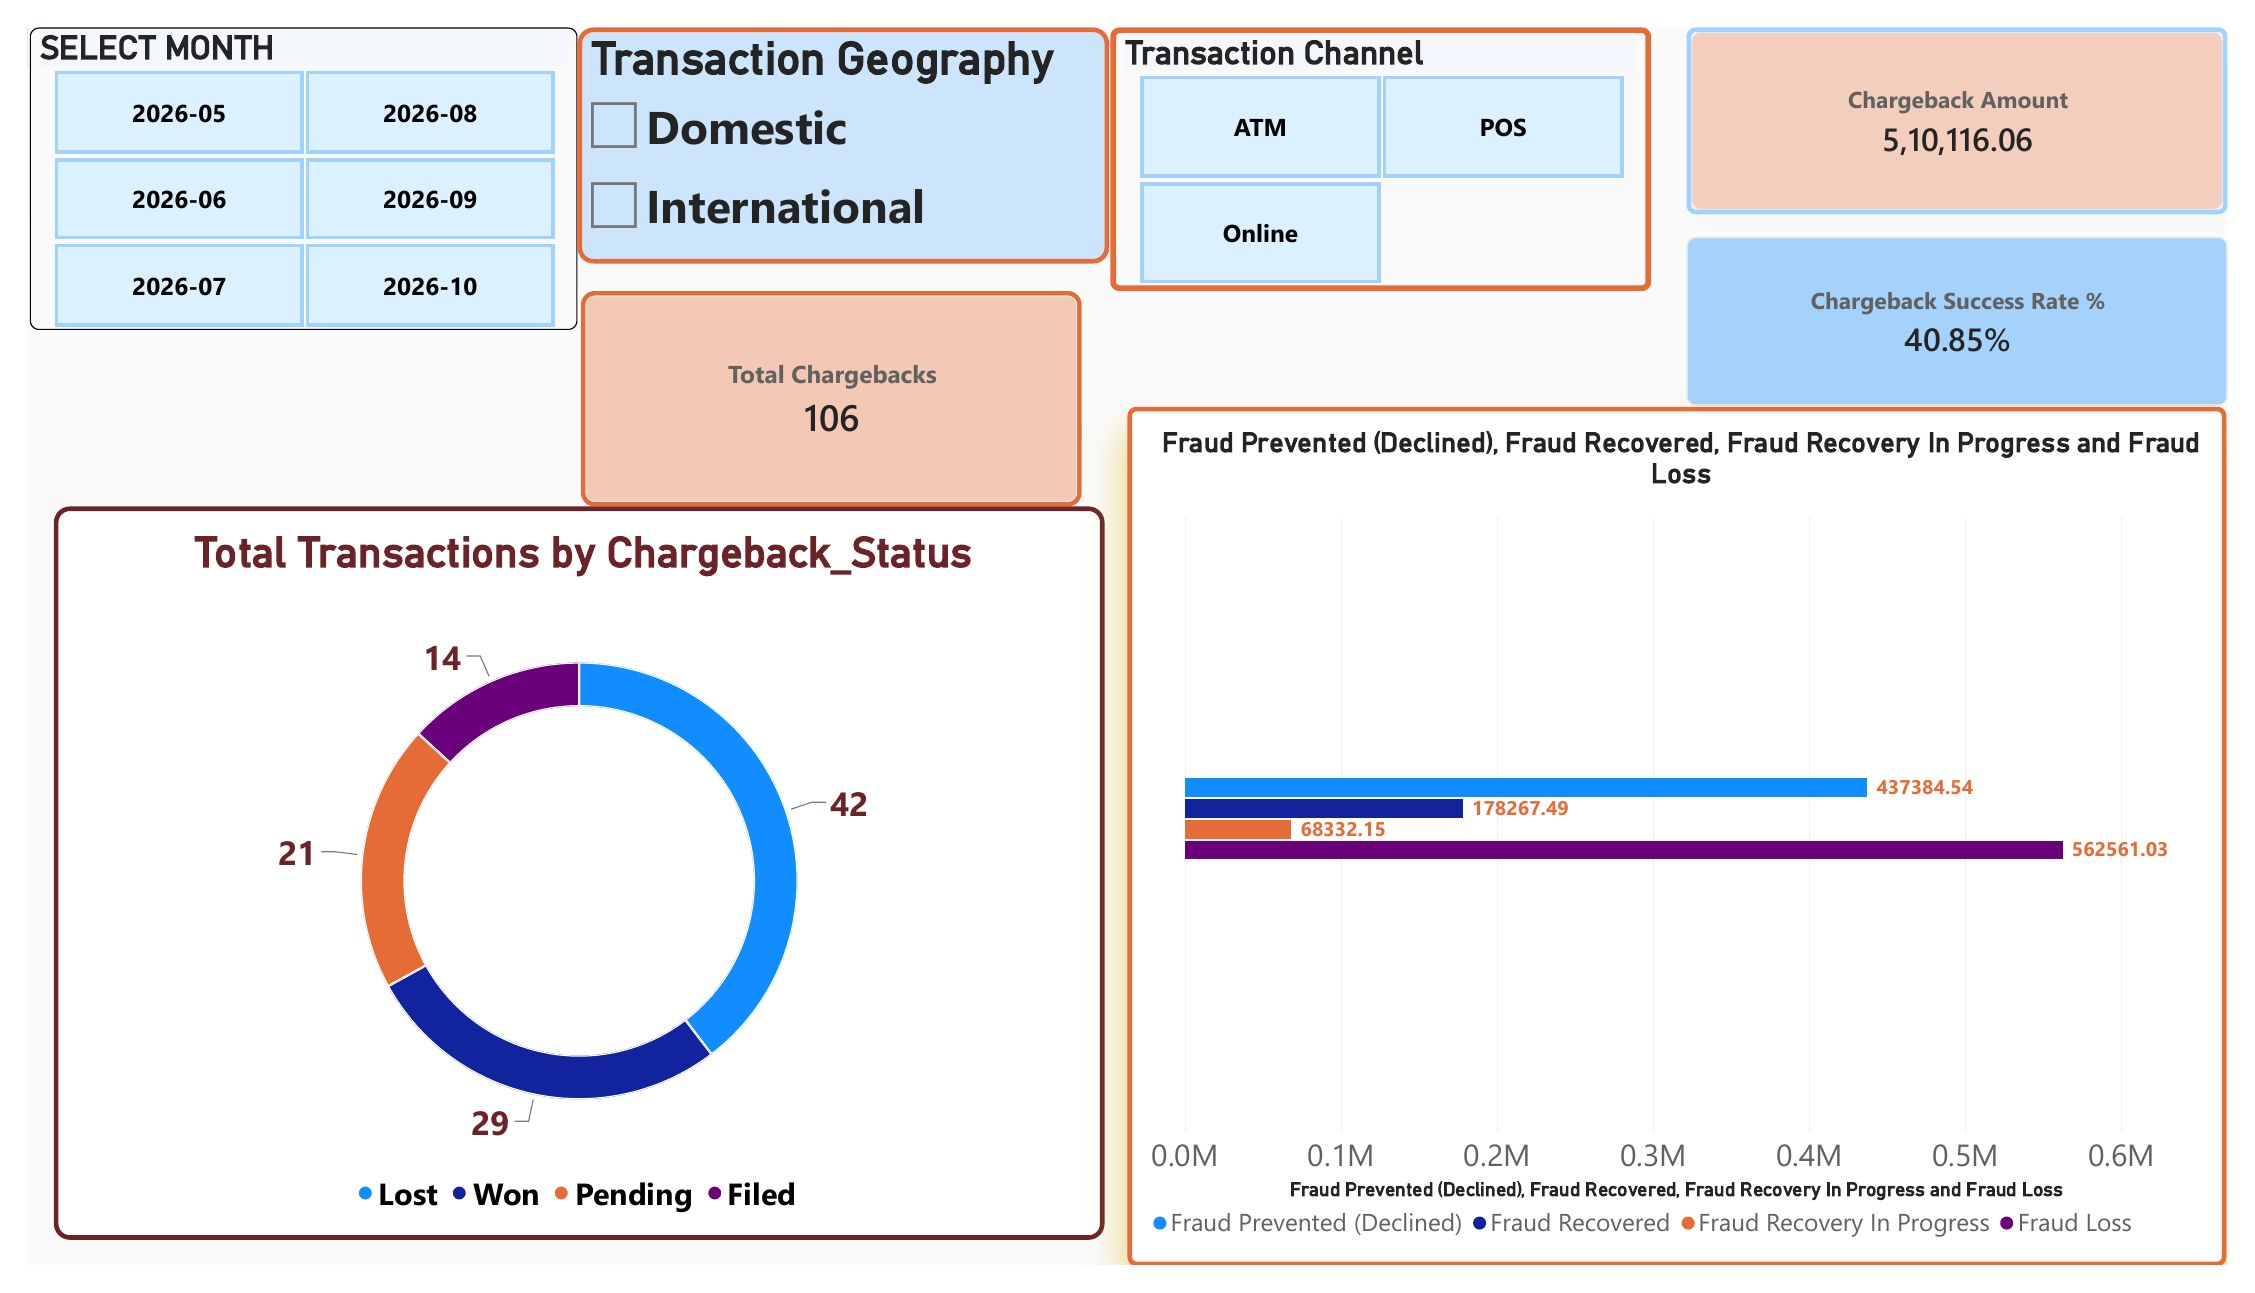 SELECT MONTH
2026-05
2026-08
2026-06
2026-09
2026-07
2026-10
Transaction Geography
Domestic
International
Transaction Channel
ATM
POS
Online
Chargeback Amount
5,10,116.06
Chargeback Success Rate %
40.85%
Total Chargebacks
106
Total Transactions by Chargeback_Status
14
42
21
29
Lost Won Pending Filed
Fraud Prevented (Declined), Fraud Recovered, Fraud Recovery In Progress and Fraud
Loss
437384.54
178267.49
68332.15
562561.03
0.0M 0.1M 0.2M 0.3M 0.4M 0.5M 0.6M
Fraud Prevented (Declined), Fraud Recovered, Fraud Recovery In Progress and Fraud Loss
Fraud Prevented (Declined) Fraud Recovered Fraud Recovery In Progress Fraud Loss